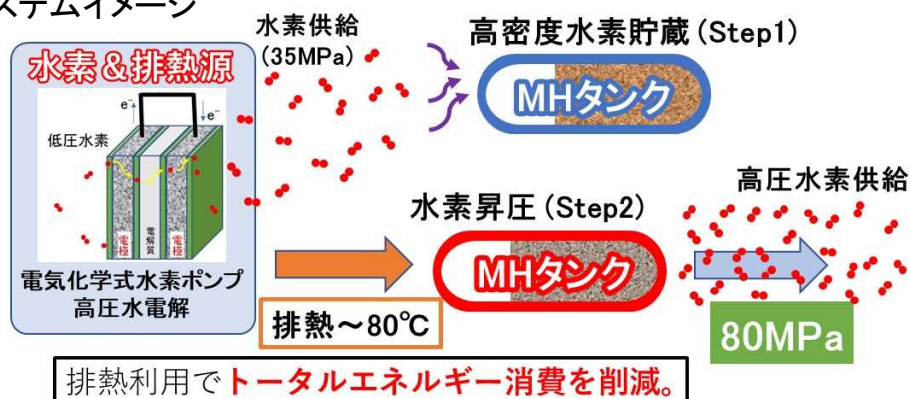 ステムイメージ
水素＆排熱源
e⁻
e⁻
低圧水素
電極
電解質
電極
電気化学式水素ポンプ
高圧水電解
水素供給
(35MPa)
高密度水素貯蔵(Step1)
MHタンク
水素昇圧(Step2)
MHタンク
排熱～80℃
高圧水素供給
80MPa
排熱利用でトータルエネルギー消費を削減。